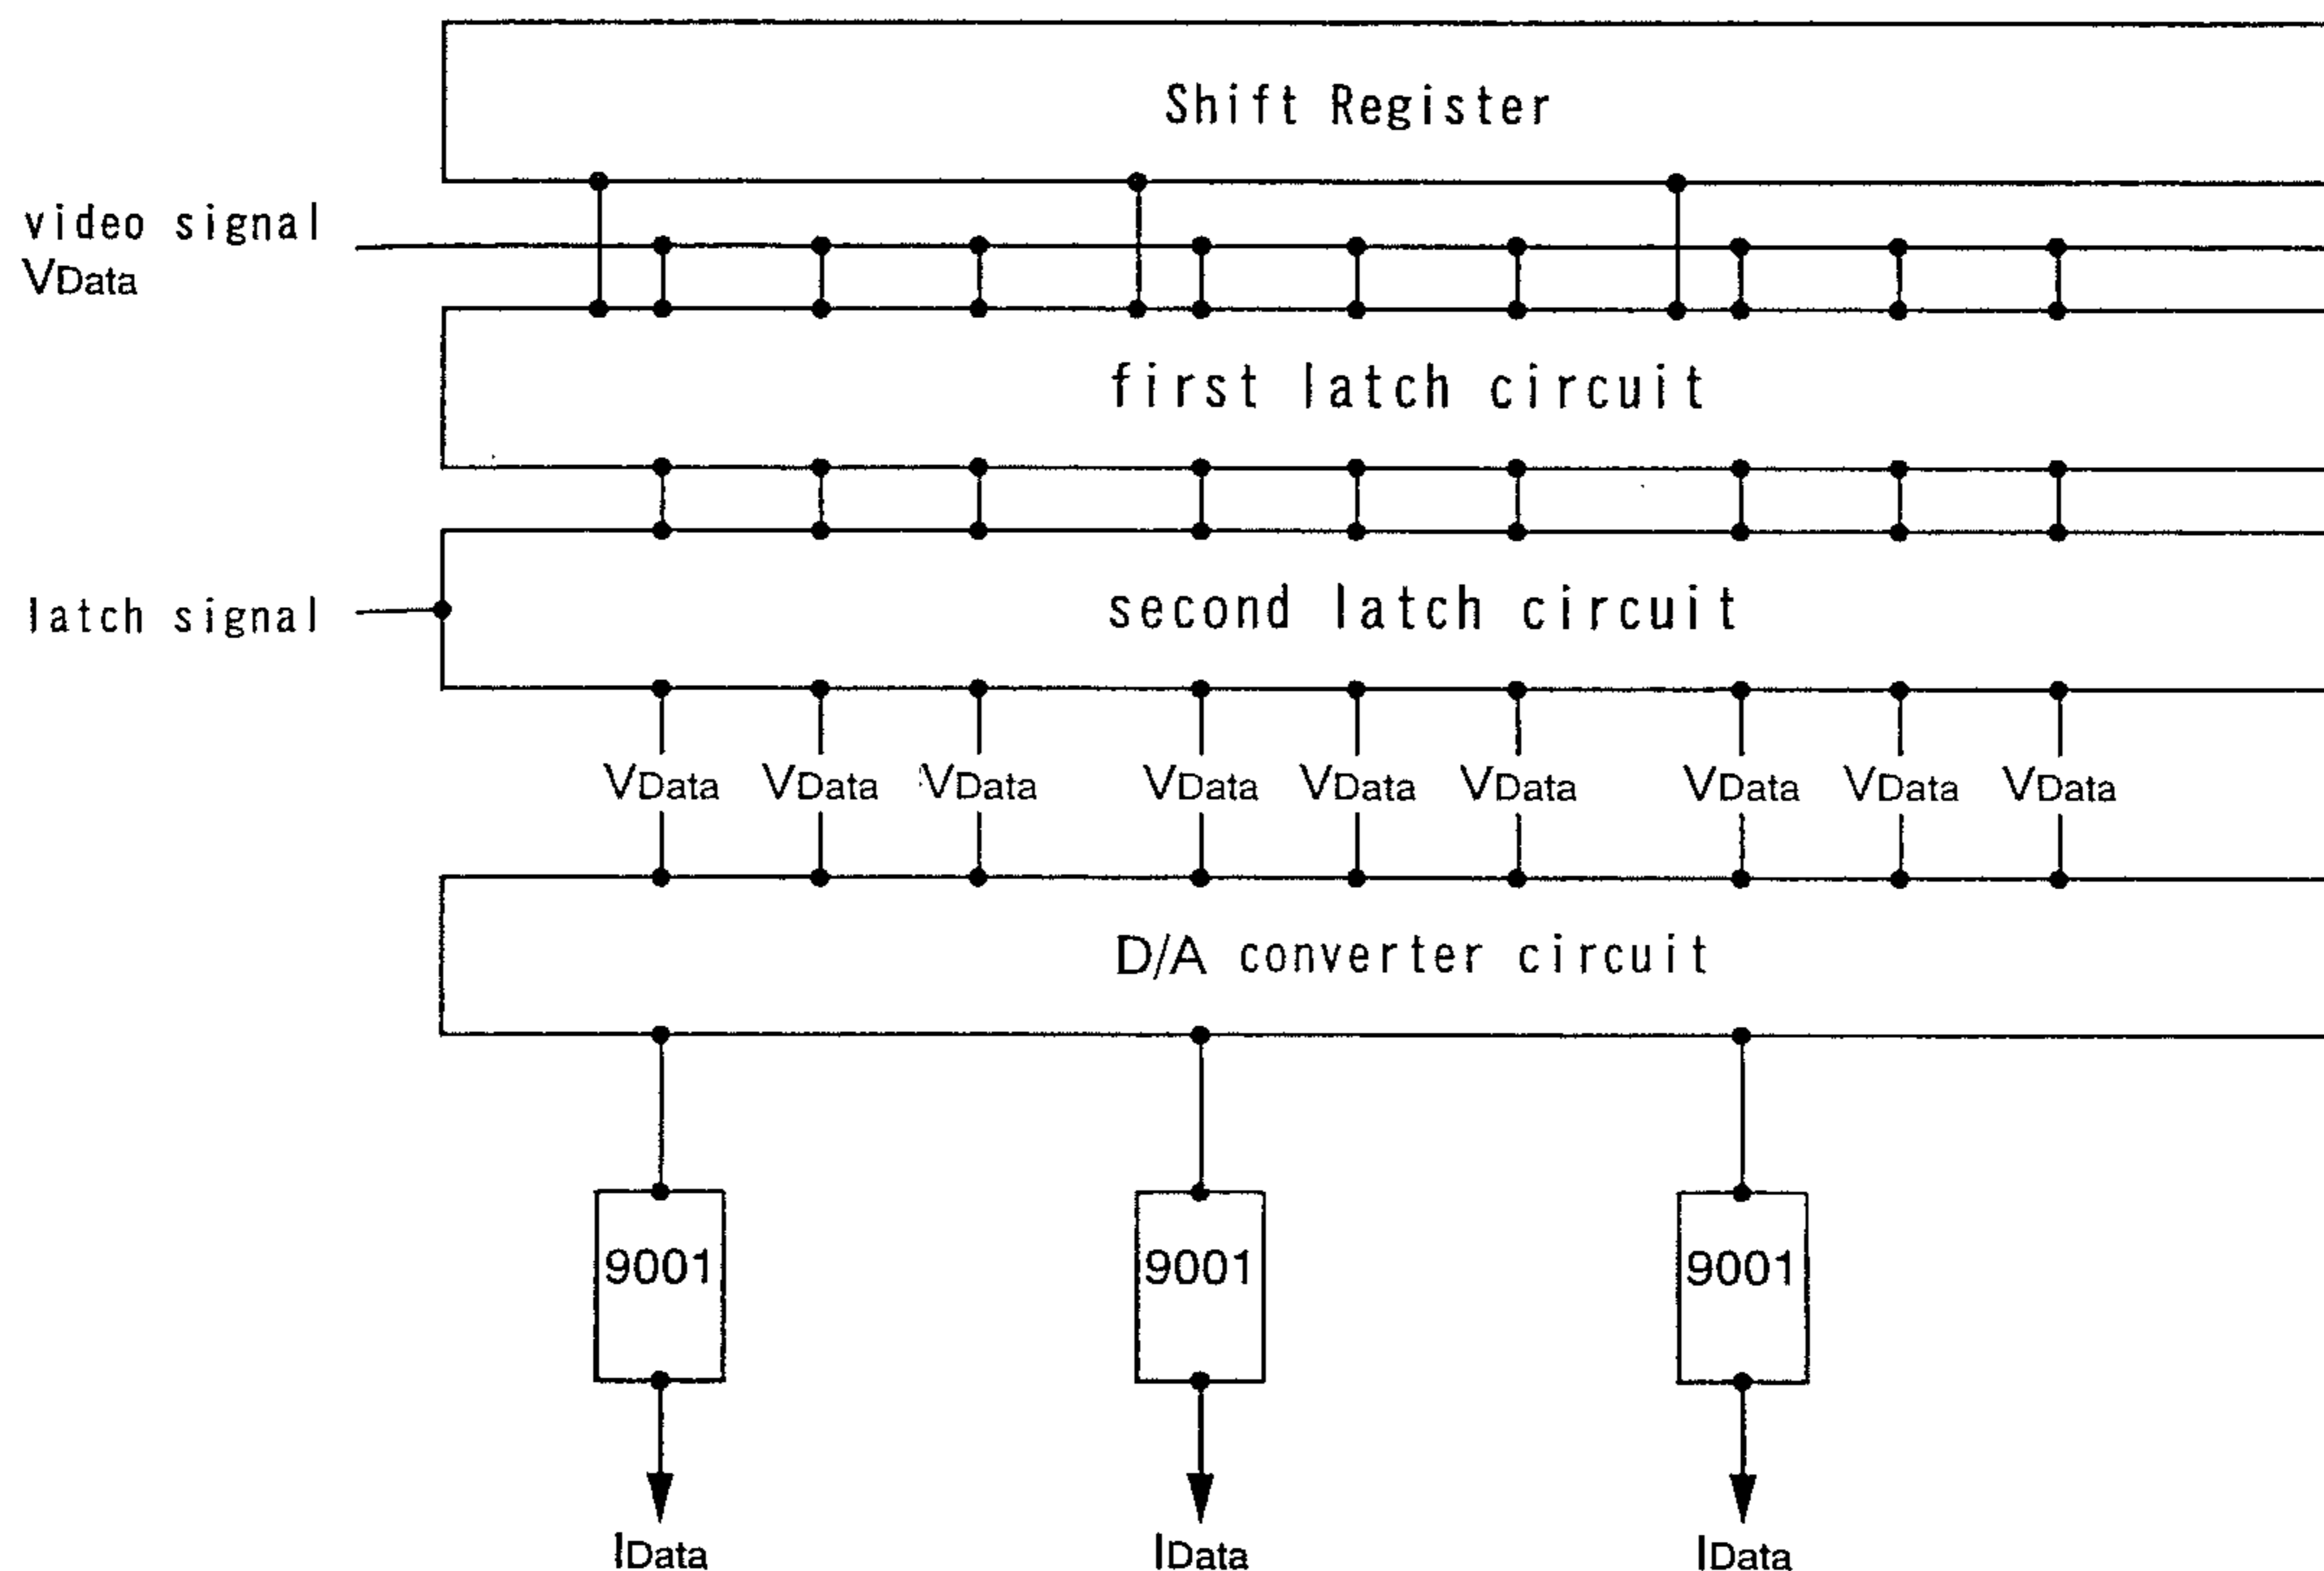 Shift Register
video signal
VData
first latch circuit
latch signal
second latch circuit
VData VData VData VData VData VData VData VData VData
D/A converter circuit
9001 9001 9001
IData IData IData